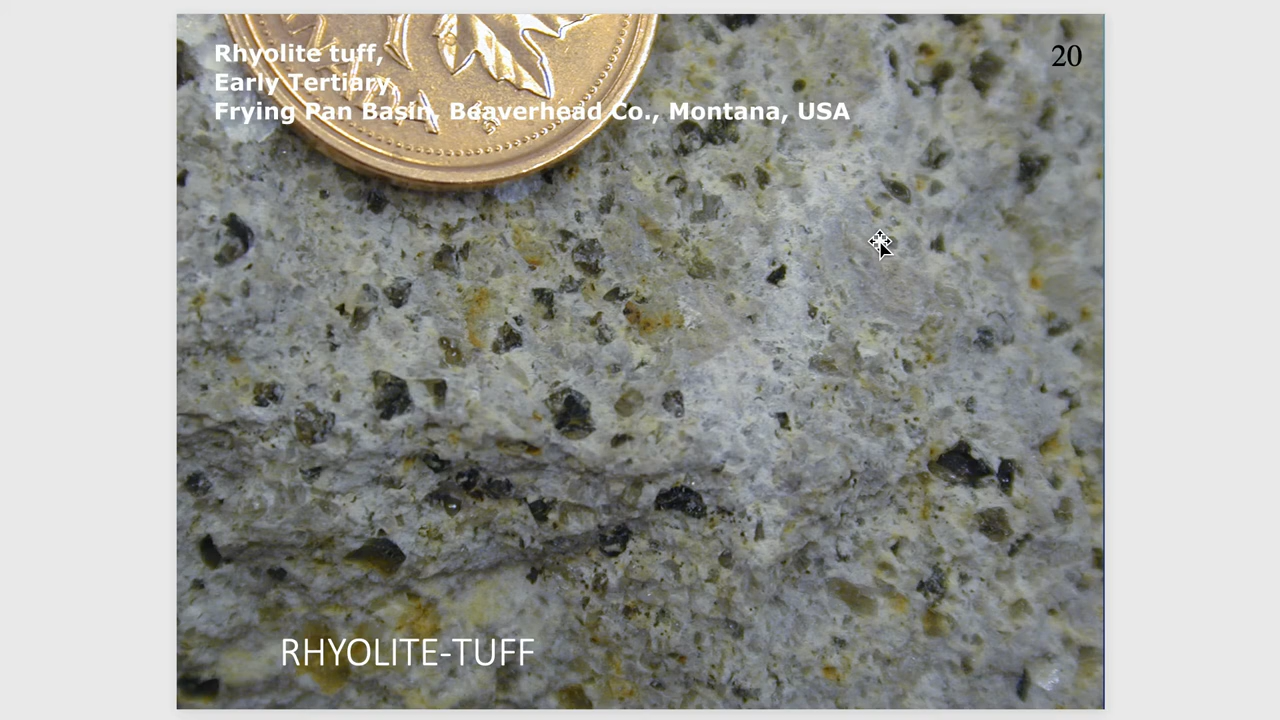 Rhyolite tuff,
20
Early Tertiary,
Frying Pan Basin, Beaverhead Co., Montana, USA
RHYOLITE-TUFF